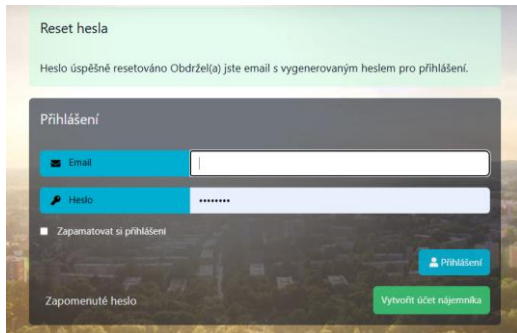 Reset hesla
Heslo úspěšně resetováno Obdržel(a) jste email s vygenerovaným heslem pro přihlášení.
Přihlášení
Email
Heslo ••••••••
Zapamatovat si přihlášení
Přihlášení
Zapomenuté heslo Vytvořit účet nájemníka